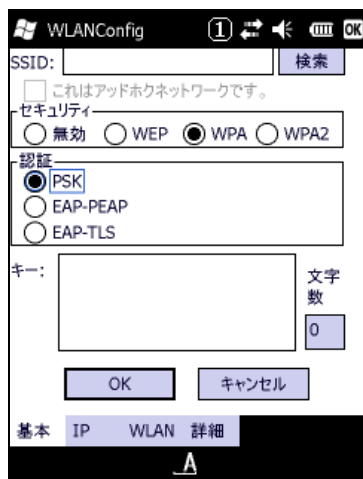 WLANConfig 1 OK
SSID: 検索
これはアッドホクネットワークです。
セキュリティ
無効 WEP WPA WPA2
認証
PSK
EAP-PEAP
EAP-TLS
キー: 文字
数
0
OK キャンセル
基本 IP WLAN 詳細
A